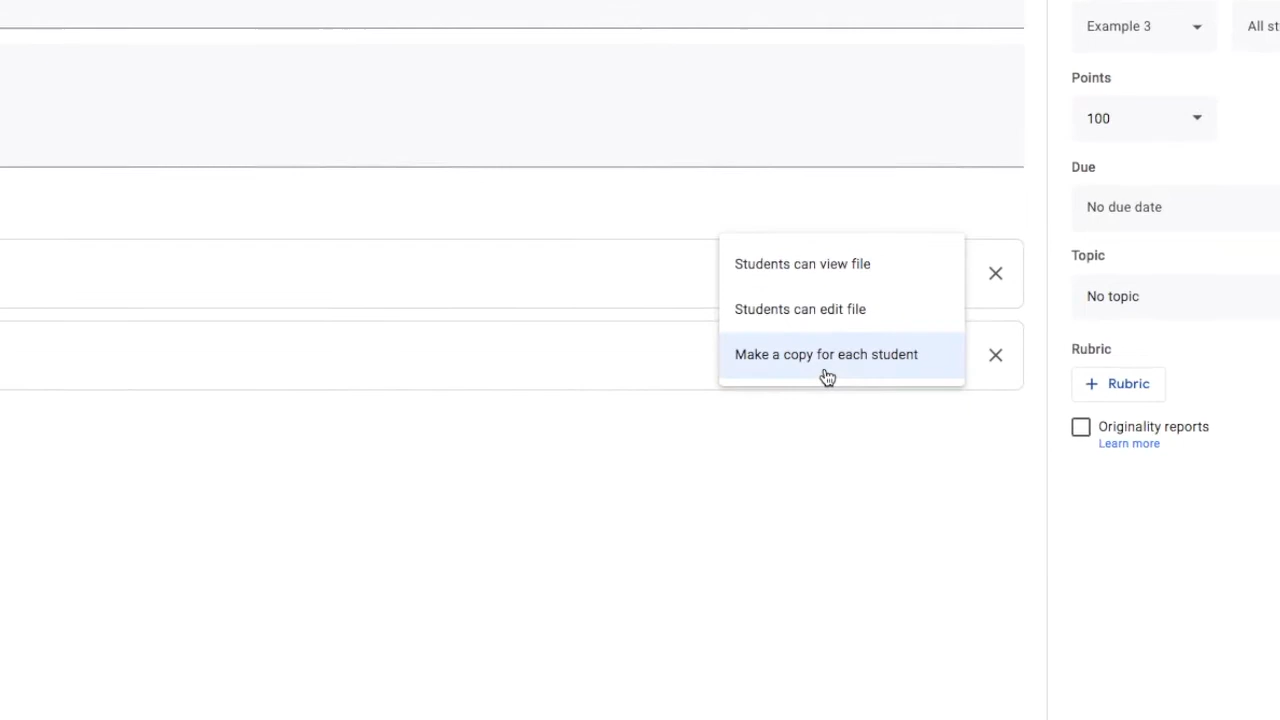 Example 3
All st
Points
100
Due
No due date
Topic
No topic
Students can view file
Students can edit file
Make a copy for each student
Rubric
+ Rubric
Originality reports
Learn more